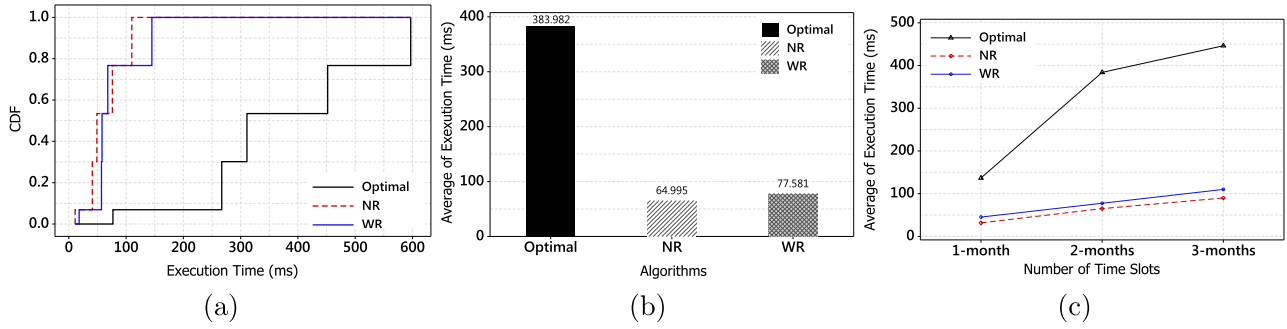 CDF
1.0
0.8
0.6
0.4
0.2
0.0
Optimal
NR
WR
0 100 200 300 400 500 600
Execution Time (ms)
(a)
Average of Exexution Time (ms)
400
300
200
100
0
383.982
64.995
77.581
Optimal
NR
WR
Optimal NR WR
Algorithms
(b)
Average of Execution Time (ms)
500
400
300
200
100
0
Optimal
NR
WR
1-month 2-months 3-months
Number of Time Slots
(c)